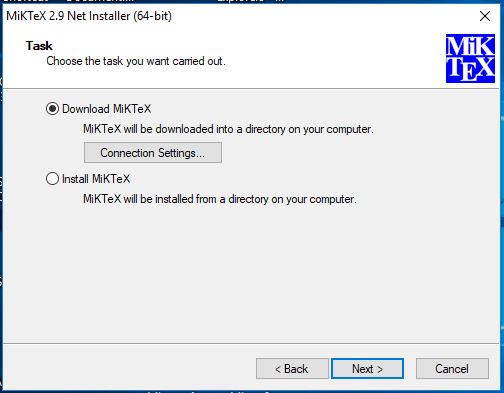 MiKTeX 2.9 Net Installer (64-bit)
Task
Choose the task you want carried out.
MiK
TEX
Download MiKTeX
MiKTeX will be downloaded into a directory on your computer.
Connection Settings...
Install MiKTeX
MiKTeX will be installed from a directory on your computer.
< Back
Next >
Cancel